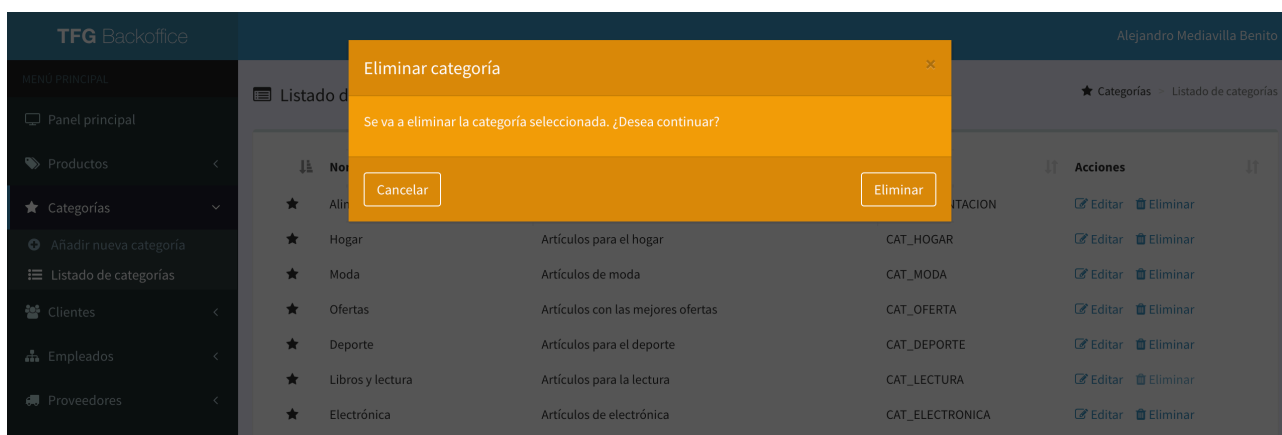 TFG Backoffice
Alejandro Mediavilla Benito
MENÚ PRINCIPAL
Panel principal
Productos
Categorías
Añadir nueva categoría
Listado de categorías
Clientes
Empleados
Proveedores
Listado d
Categorías > Listado de categorías
Eliminar categoría ×
Se va a eliminar la categoría seleccionada. ¿Desea continuar?
Cancelar Eliminar
Acciones
Editar Eliminar
Hogar Artículos para el hogar CAT_HOGAR Editar Eliminar
Moda Artículos de moda CAT_MODA Editar Eliminar
Ofertas Artículos con las mejores ofertas CAT_OFERTA Editar Eliminar
Deporte Artículos para el deporte CAT_DEPORTE Editar Eliminar
Libros y lectura Artículos para la lectura CAT_LECTURA Editar Eliminar
Electrónica Artículos de electrónica CAT_ELECTRONICA Editar Eliminar